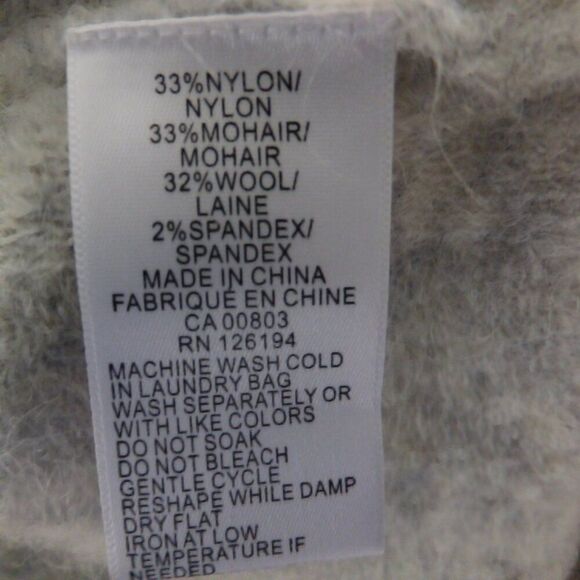 33%NYLON/
NYLON
33%MOHAIR/
MOHAIR
32%WOOL/
LAINE
2%SPANDEX/
SPANDEX
MADE IN CHINA
FABRIQUÉ EN CHINE
CA 00803
RN 126194
MACHINE WASH COLD
IN LAUNDRY BAG
WASH SEPARATELY OR
WITH LIKE COLORS
DO NOT SOAK
DO NOT BLEACH
GENTLE CYCLE
RESHAPE WHILE DAMP
DRY FLAT
IRON AT LOW
TEMPERATURE IF
NEEDED